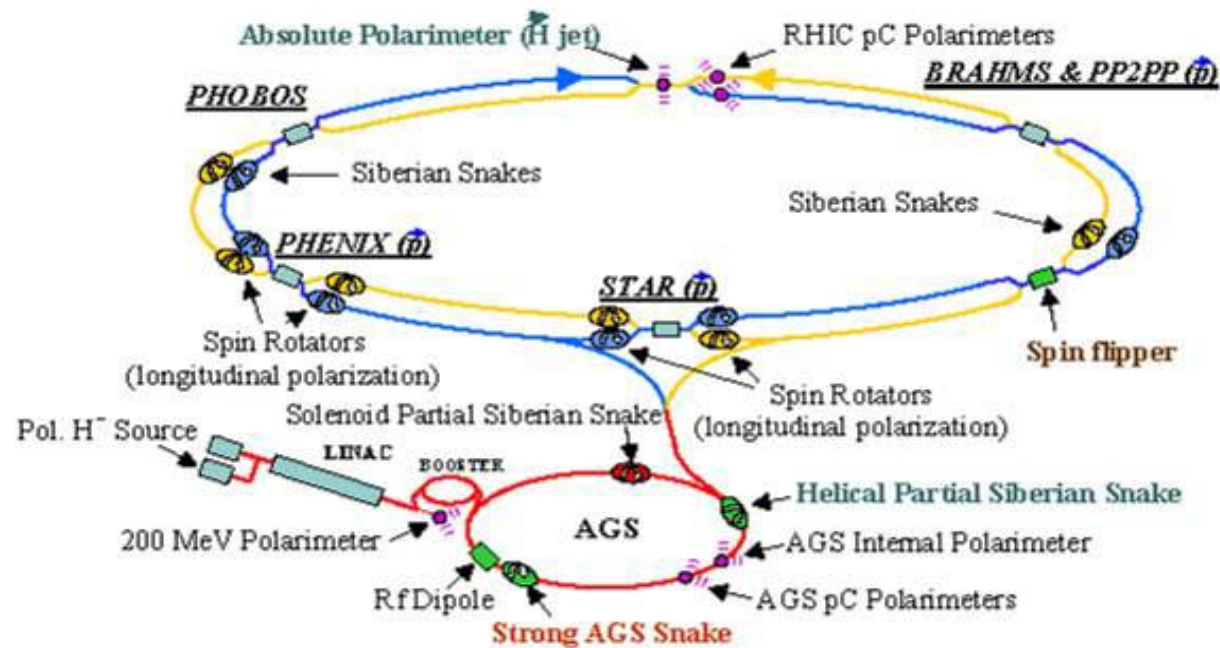 Absolute Polarimeter (H jet)
RHIC pC Polarimeters
BRAHMS & PP2PP (p)
PHOBOS
Siberian Snakes
Siberian Snakes
PHENIX (p)
STAR (p)
Spin Rotators
(longitudinal polarization)
Spin flipper
Spin Rotators
(longitudinal polarization)
Solenoid Partial Siberian Snake
Pol. H⁻ Source
LINAC
BOOSTER
Helical Partial Siberian Snake
AGS
200 MeV Polarimeter
AGS Internal Polarimeter
Rf Dipole
AGS pC Polarimeters
Strong AGS Snake